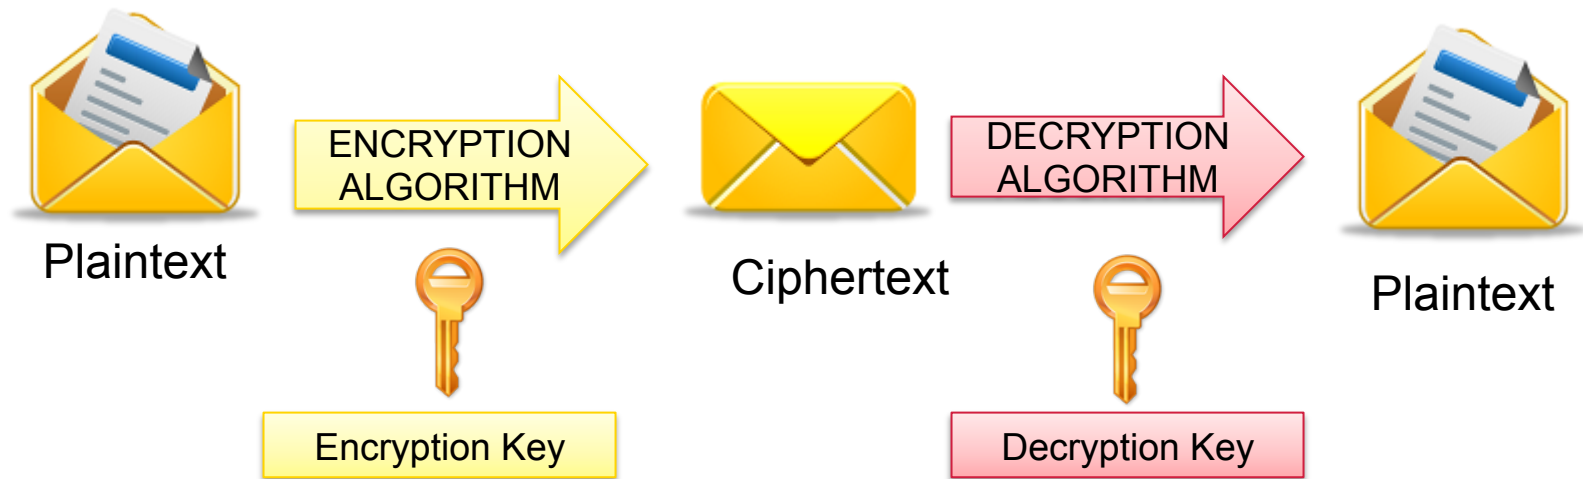 ENCRYPTION
ALGORITHM
DECRYPTION
ALGORITHM
Plaintext
Ciphertext
Plaintext
Encryption Key
Decryption Key